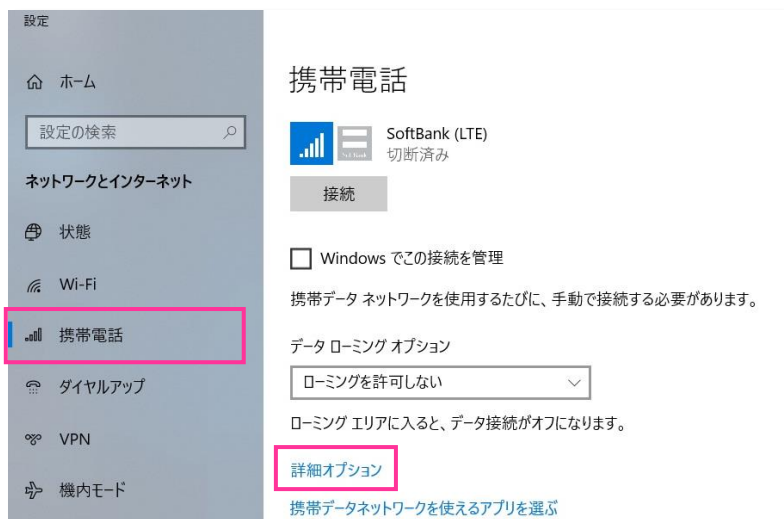 設定
ホーム
設定の検索
ネットワークとインターネット
状態
Wi-Fi
携帯電話
ダイヤルアップ
VPN
機内モード
携帯電話
SoftBank (LTE)
切断済み
接続
Windows でこの接続を管理
携帯データ ネットワークを使用するたびに、手動で接続する必要があります。
データ ローミング オプション
ローミングを許可しない
ローミング エリアに入ると、データ接続がオフになります。
詳細オプション
携帯データネットワークを使えるアプリを選ぶ